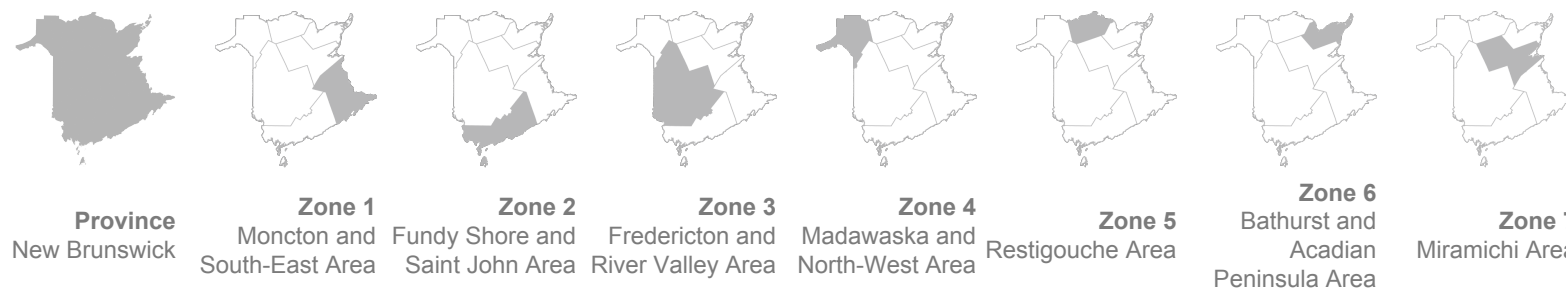 Province
New Brunswick
Zone 1
Moncton and
South-East Area
Zone 2
Fundy Shore and
Saint John Area
Zone 3
Fredericton and
River Valley Area
Zone 4
Madawaska and
North-West Area
Zone 5
Restigouche Area
Zone 6
Bathurst and
Acadian
Peninsula Area
Zone
Miramichi Area